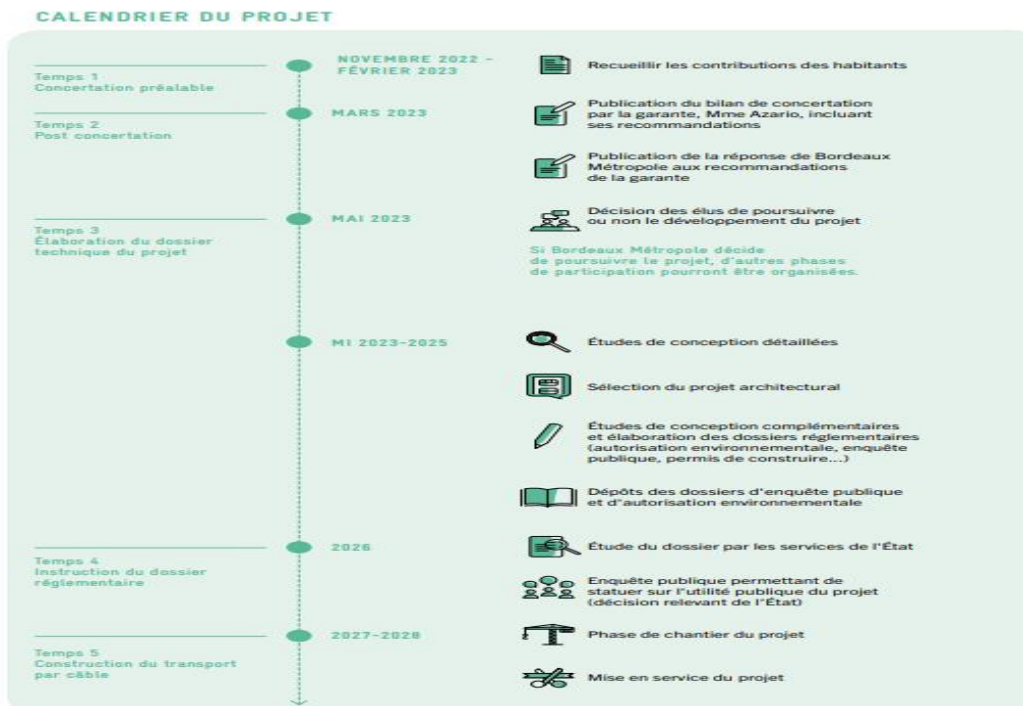 CALENDRIER DU PROJET
Temps 1
Concertation préalable
NOVEMBRE 2022 -
FÉVRIER 2023
Recueillir les contributions des habitants
Temps 2
Post concertation
MARS 2023
Publication du bilan de concertation
par la garante, Mme Azario, incluant
ses recommandations
Publication de la réponse de Bordeaux
Métropole aux recommandations
de la garante
Temps 3
Élaboration du dossier
technique du projet
MAI 2023
Décision des élus de poursuivre
ou non le développement du projet
Si Bordeaux Métropole décide
de poursuivre le projet, d'autres phases
de participation pourront être organisées.
MI 2023-2025
Études de conception détaillées
Sélection du projet architectural
Études de conception complémentaires
et élaboration des dossiers réglementaires
(autorisation environnementale, enquête
publique, permis de construire...)
Dépôts des dossiers d'enquête publique
et d'autorisation environnementale
Temps 4
Instruction du dossier
réglementaire
2026
Étude du dossier par les services de l'État
Enquête publique permettant de
statuer sur l'utilité publique du projet
(décision relevant de l'État)
Temps 5
Construction du transport
par câble
2027-2028
Phase de chantier du projet
Mise en service du projet